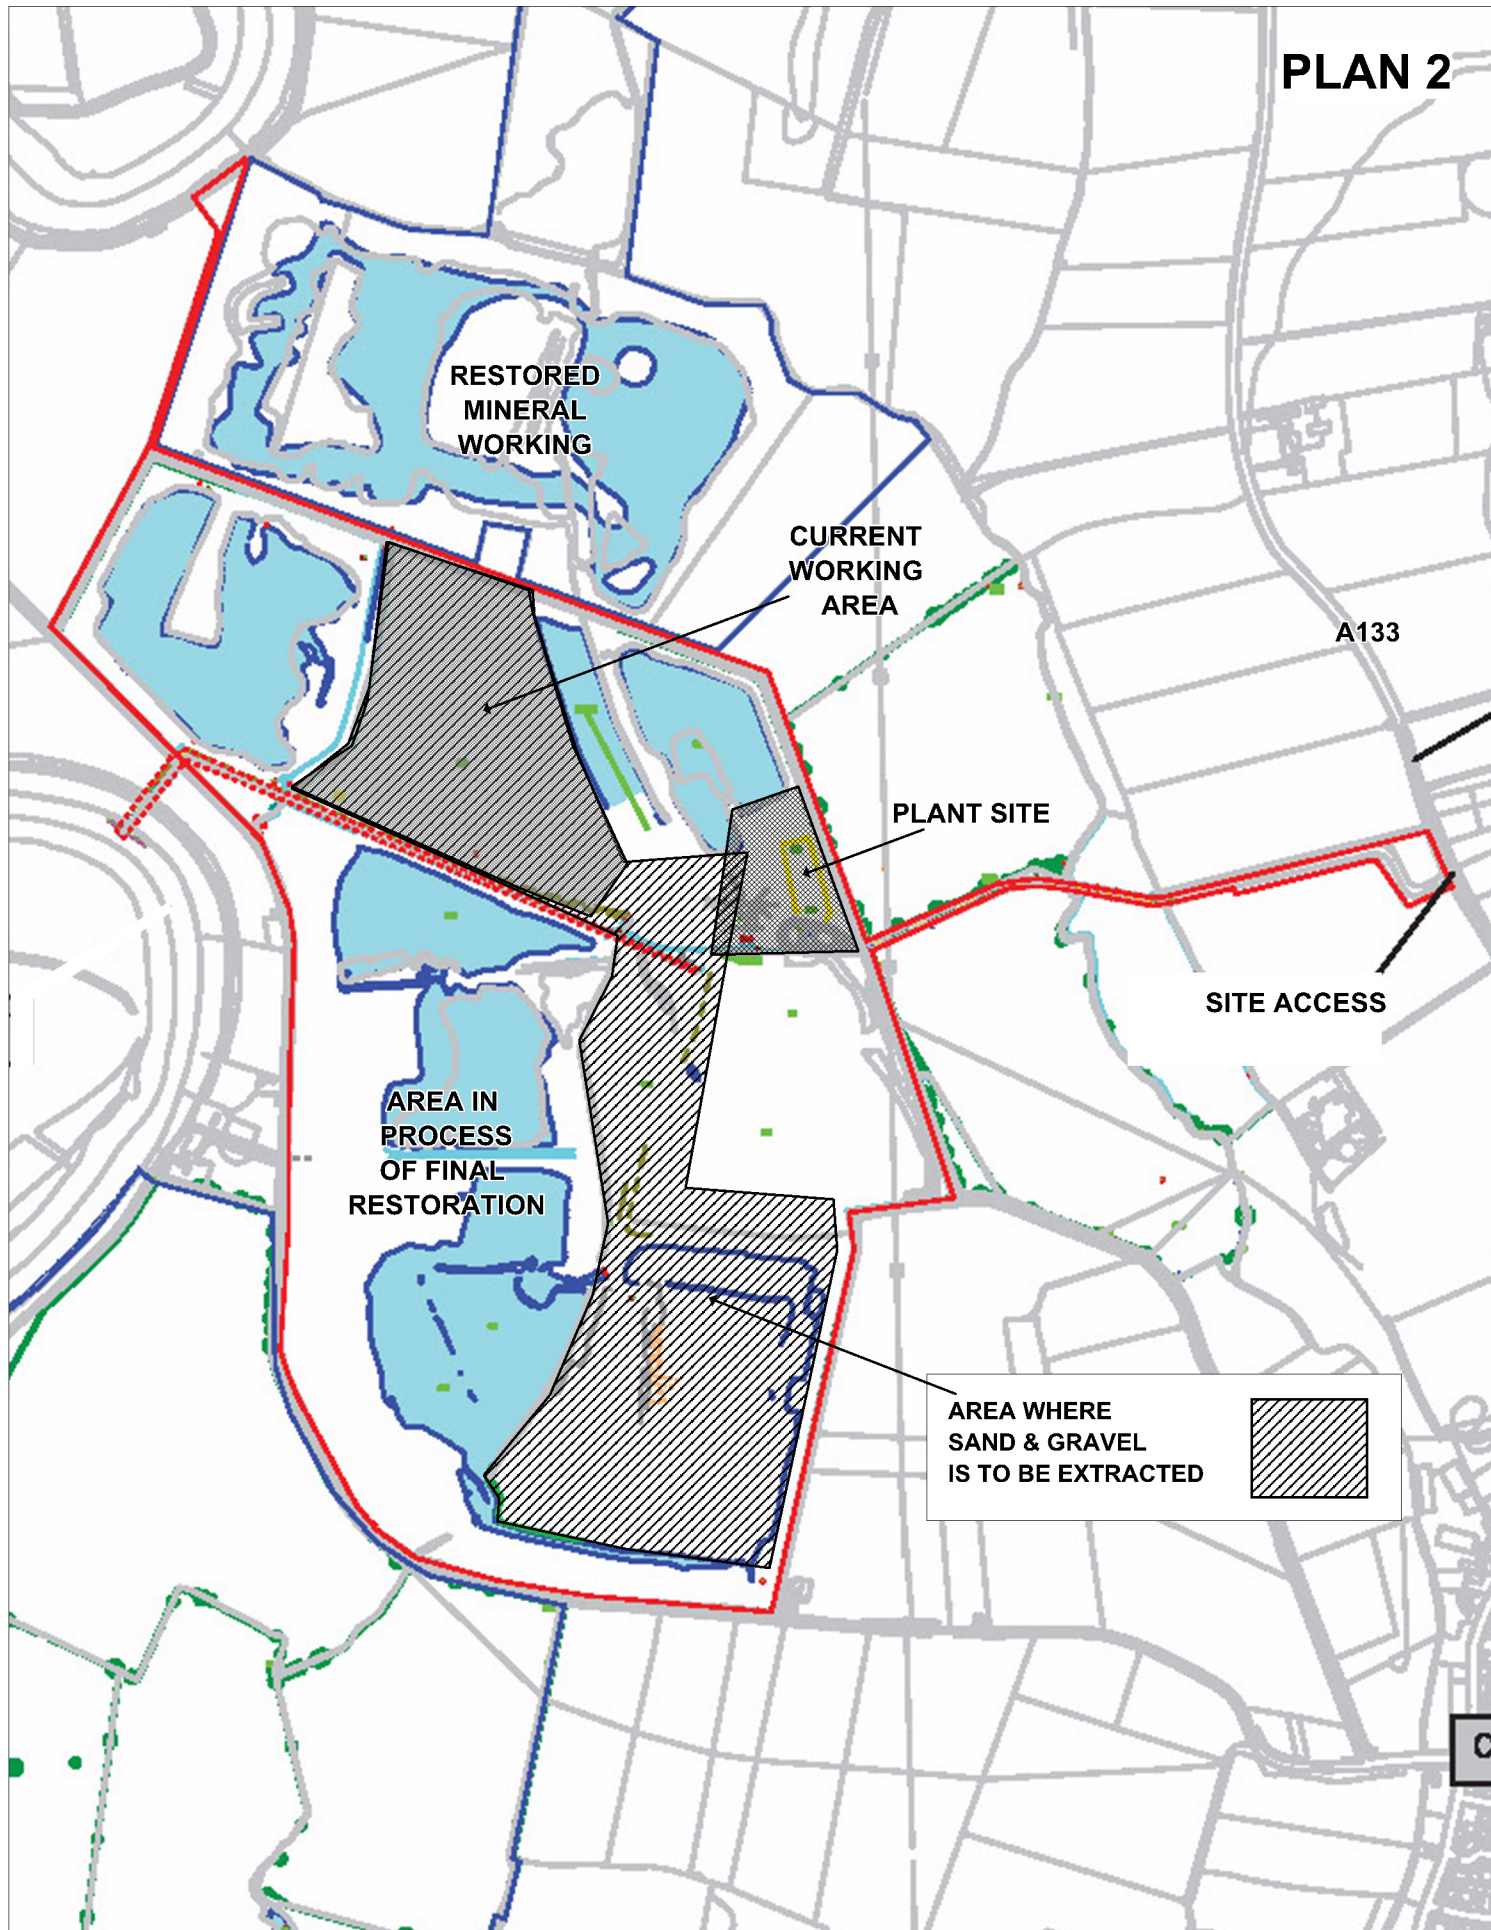 PLAN 2
RESTORED
MINERAL
WORKING
CURRENT
WORKING
AREA
A133
PLANT SITE
SITE ACCESS
AREA IN
PROCESS
OF FINAL
RESTORATION
AREA WHERE
SAND & GRAVEL
IS TO BE EXTRACTED